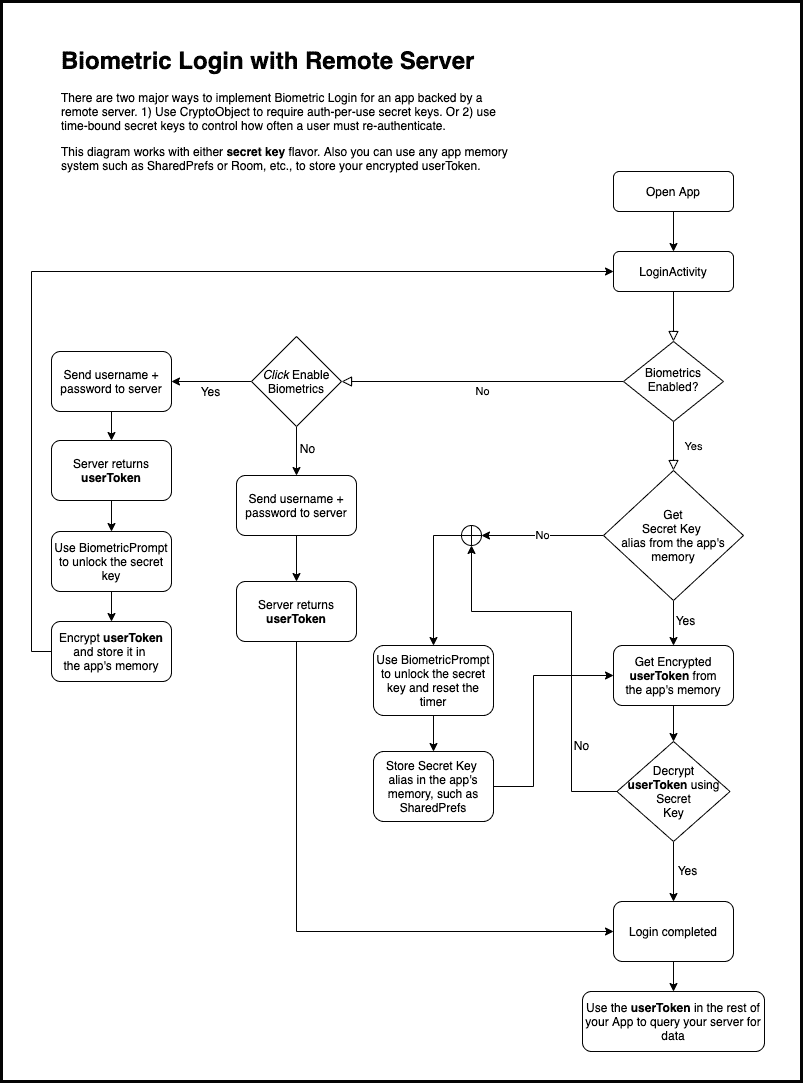 Biometric Login with Remote Server
There are two major ways to implement Biometric Login for an app backed by a
remote server. 1) Use CryptoObject to require auth-per-use secret keys. Or 2) use
time-bound secret keys to control how often a user must re-authenticate.
This diagram works with either secret key flavor. Also you can use any app memory
system such as SharedPrefs or Room, etc., to store your encrypted userToken.
Open App
LoginActivity
Biometrics
Enabled?
No
Click Enable
Biometrics
Yes
Send username +
password to server
Server returns
userToken
Use BiometricPrompt
to unlock the secret
key
Encrypt userToken
and store it in
the app's memory
No
Send username +
password to server
Server returns
userToken
Yes
Get
Secret Key
alias from the app's
memory
No
Use BiometricPrompt
to unlock the secret
key and reset the
timer
Store Secret Key
alias in the app's
memory, such as
SharedPrefs
Yes
Get Encrypted
userToken from
the app's memory
Decrypt
userToken using
Secret
Key
No
Yes
Login completed
Use the userToken in the rest of
your App to query your server for
data